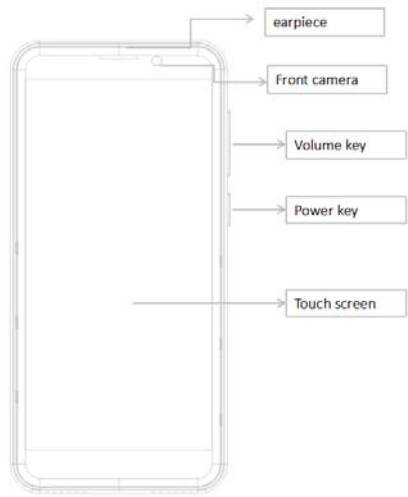 earpiece
Front camera
Volume key
Power key
Touch screen